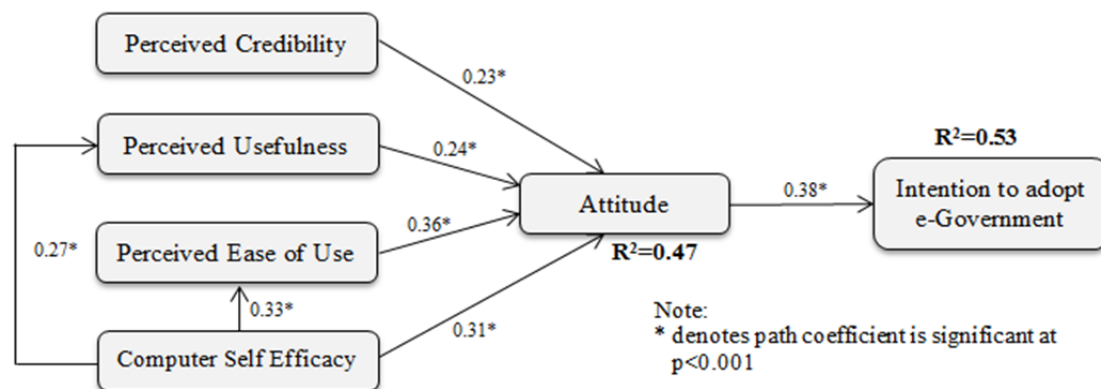 Perceived Credibility
0.23*
R²=0.53
Perceived Usefulness
0.24*
Attitude
0.38*
Intention to adopt
e-Government
0.36*
0.27*
Perceived Ease of Use
R²=0.47
0.33*
0.31*
Computer Self Efficacy
Note:
* denotes path coefficient is significant at
p<0.001